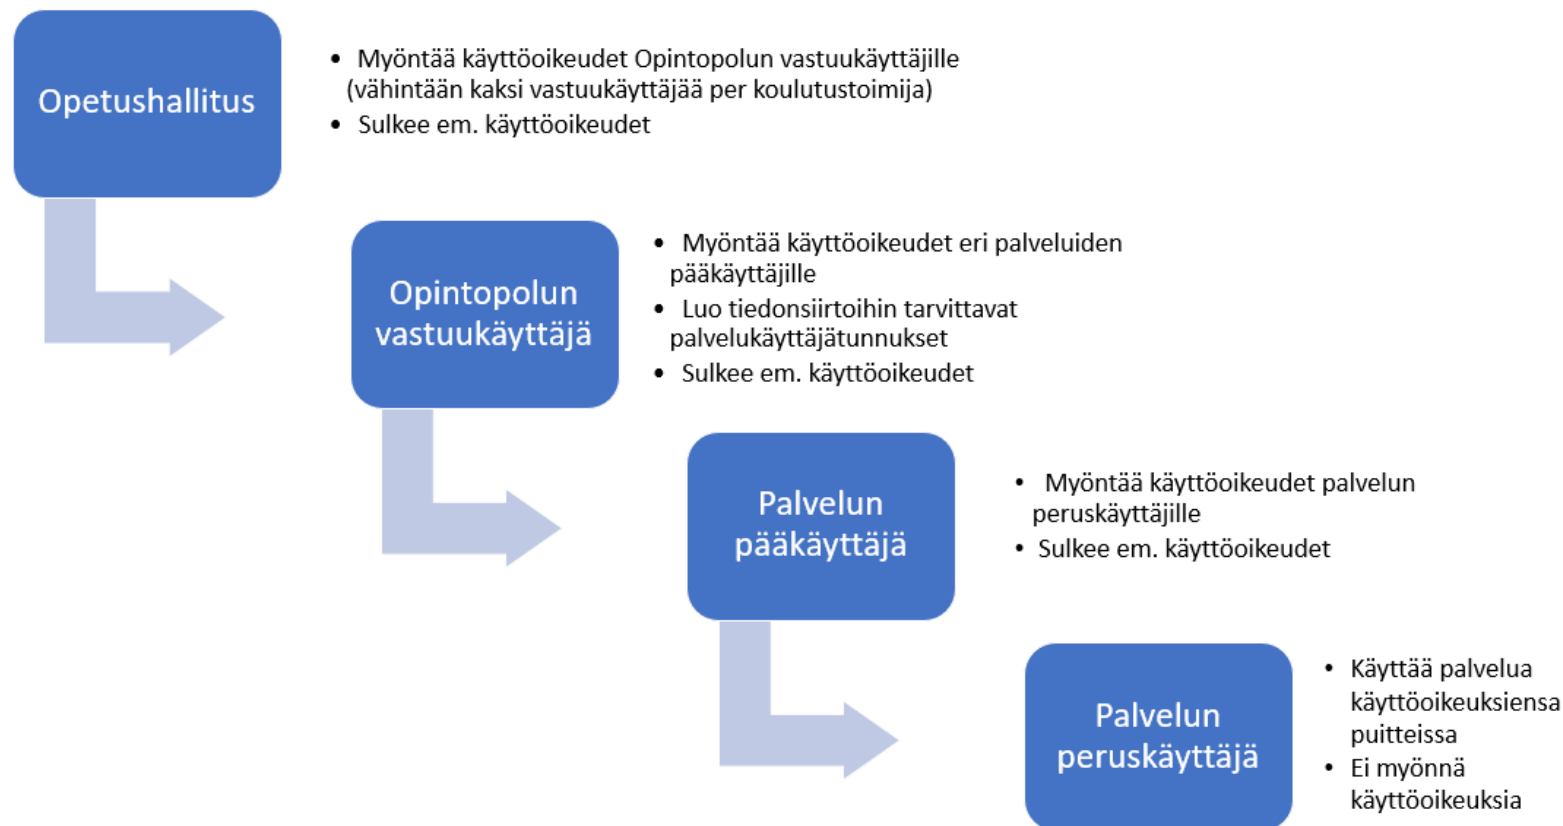 Opetushallitus
• Myöntää käyttöoikeudet Opintopolun vastuukäyttäjille
(vähintään kaksi vastuukäyttäjää per koulutustoimija)
• Sulkee em. käyttöoikeudet
Opintopolun
vastuukäyttäjä
• Myöntää käyttöoikeudet eri palveluiden
pääkäyttäjille
• Luo tiedonsiirtoihin tarvittavat
palvelukäyttäjätunnukset
• Sulkee em. käyttöoikeudet
Palvelun
pääkäyttäjä
• Myöntää käyttöoikeudet palvelun
peruskäyttäjille
• Sulkee em. käyttöoikeudet
Palvelun
peruskäyttäjä
• Käyttää palvelua
käyttöoikeuksiensa
puitteissa
• Ei myönnä
käyttöoikeuksia